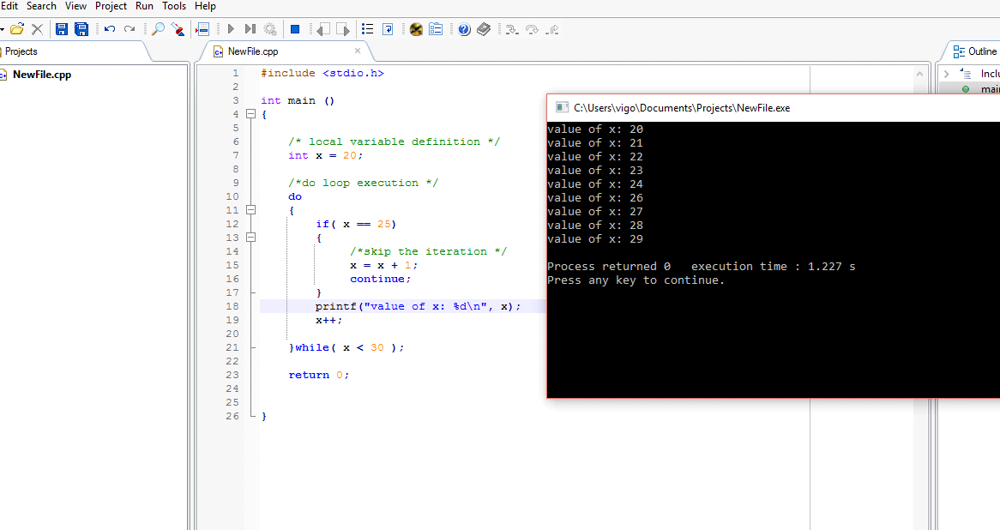 Edit Search View Project Run Tools Help
Projects
NewFile.cpp
NewFile.cpp
Outline
1 #include <stdio.h>
2
3 int main ()
4 {
5
6 /* local variable definition */
7 int x = 20;
8
9 /*do loop execution */
10 do
11 {
12 if( x == 25)
13 {
14 /*skip the iteration */
15 x = x + 1;
16 continue;
17 }
18 printf("value of x: %d\n", x);
19 x++;
20
21 }while( x < 30 );
22
23 return 0;
24
25
26 }
C:\Users\vigo\Documents\Projects\NewFile.exe
value of x: 20
value of x: 21
value of x: 22
value of x: 23
value of x: 24
value of x: 26
value of x: 27
value of x: 28
value of x: 29
Process returned 0 execution time : 1.227 s
Press any key to continue.